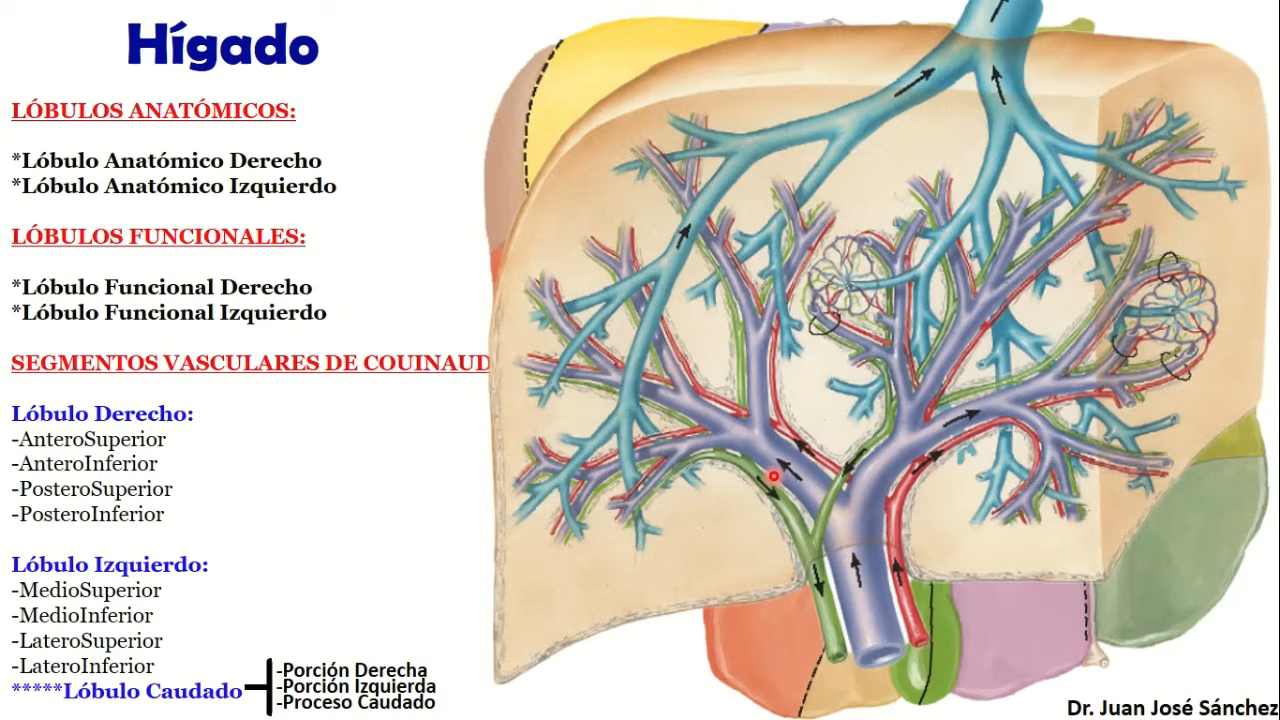 Hígado
LÓBULOS ANATÓMICOS:
*Lóbulo Anatómico Derecho
*Lóbulo Anatómico Izquierdo
LÓBULOS FUNCIONALES:
*Lóbulo Funcional Derecho
*Lóbulo Funcional Izquierdo
SEGMENTOS VASCULARES DE COUINAUD
Lóbulo Derecho:
-AnteroSuperior
-AnteroInferior
-PosteroSuperior
-PosteroInferior
Lóbulo Izquierdo:
-MedioSuperior
-MedioInferior
-LateroSuperior
-LateroInferior
*****Lóbulo Caudado
-Porción Derecha
-Porción Izquierda
-Proceso Caudado
Dr. Juan José Sánchez